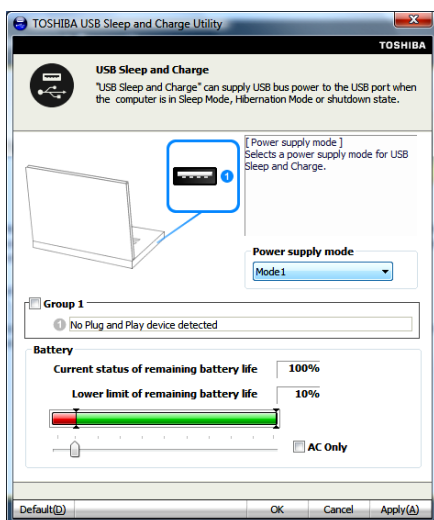 TOSHIBA USB Sleep and Charge Utility
TOSHIBA
USB Sleep and Charge
"USB Sleep and Charge" can supply USB bus power to the USB port when
the computer is in Sleep Mode, Hibernation Mode or shutdown
state.
[ Power supply mode ]
Selects a power supply mode for USB
Sleep and Charge.
1
Power supply mode
Mode1
Group 1
1 No Plug and Play device detected
Battery
Current status of remaining battery life 100%
Lower limit of remaining battery life 10%
AC Only
Default(D) OK Cancel Apply(A)